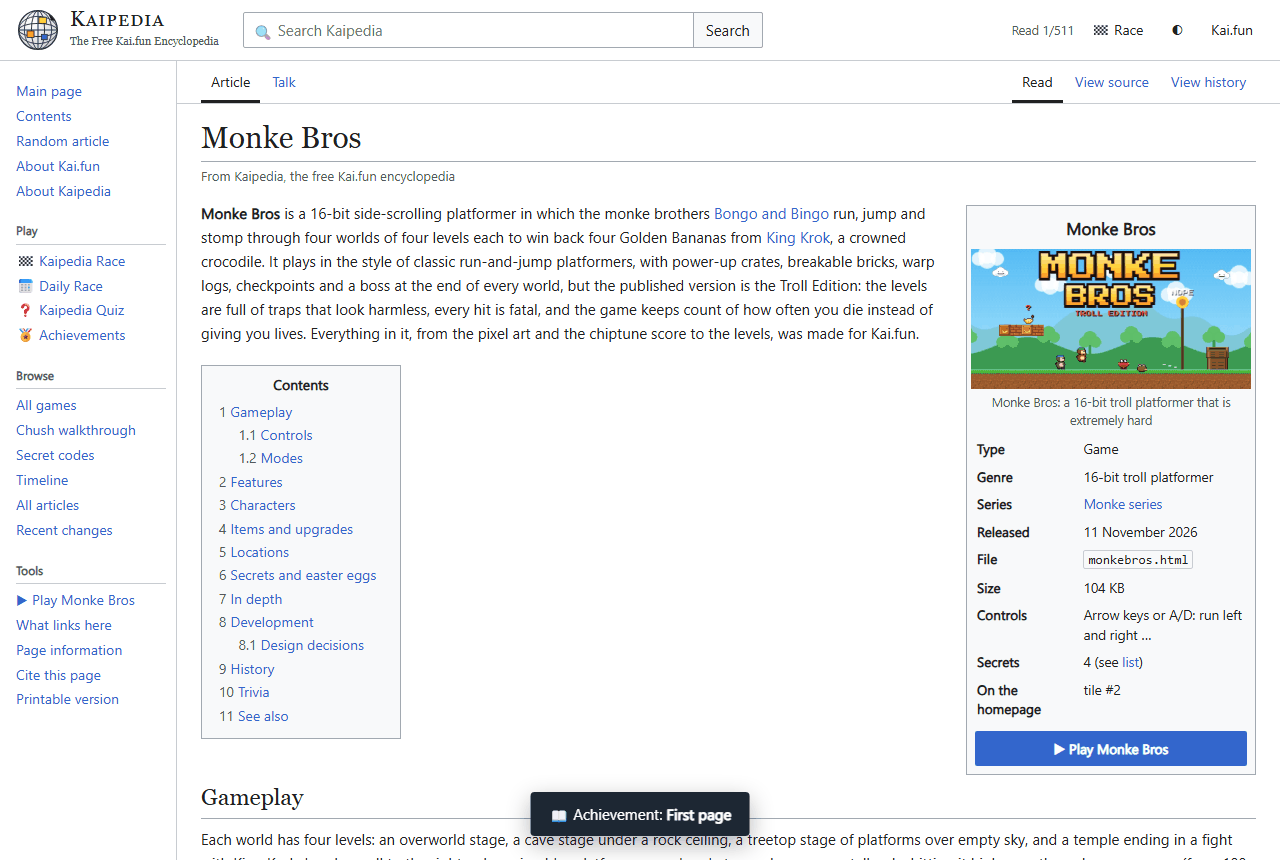 KAIPEDIA
The Free Kai.fun Encyclopedia
Search Kaipedia
Search
Read 1/511
Race
Kai.fun
Main page
Contents
Random article
About Kai.fun
About Kaipedia
Play
Kaipedia Race
Daily Race
Kaipedia Quiz
Achievements
Browse
All games
Chush walkthrough
Secret codes
Timeline
All articles
Recent changes
Tools
▶ Play Monke Bros
What links here
Page information
Cite this page
Printable version
Article
Talk
Read
View source
View history
Monke Bros
From Kaipedia, the free Kai.fun encyclopedia
Monke Bros is a 16-bit side-scrolling platformer in which the monke brothers Bongo and Bingo run, jump and
stomp through four worlds of four levels each to win back four Golden Bananas from King Krok, a crowned
crocodile. It plays in the style of classic run-and-jump platformers, with power-up crates, breakable bricks, warp
logs, checkpoints and a boss at the end of every world, but the published version is the Troll Edition: the levels
are full of traps that look harmless, every hit is fatal, and the game keeps count of how often you die instead of
giving you lives. Everything in it, from the pixel art and the chiptune score to the levels, was made for Kai.fun.
Contents
1 Gameplay
1.1 Controls
1.2 Modes
2 Features
3 Characters
4 Items and upgrades
5 Locations
6 Secrets and easter eggs
7 In depth
8 Development
8.1 Design decisions
9 History
10 Trivia
11 See also
Monke Bros
MONKE
BROS
TROLL EDITION
NOPE
Monke Bros: a 16-bit troll platformer that is
extremely hard
Type Game
Genre 16-bit troll platformer
Series Monke series
Released 11 November 2026
File monkebros.html
Size 104 KB
Controls Arrow keys or A/D: run left
and right ...
Secrets 4 (see list)
On the homepage tile #2
▶ Play Monke Bros
Gameplay
Each world has four levels: an overworld stage, a cave stage under a rock ceiling, a treetop stage of platforms over empty sky, and a temple ending in a fight
Achievement: First page